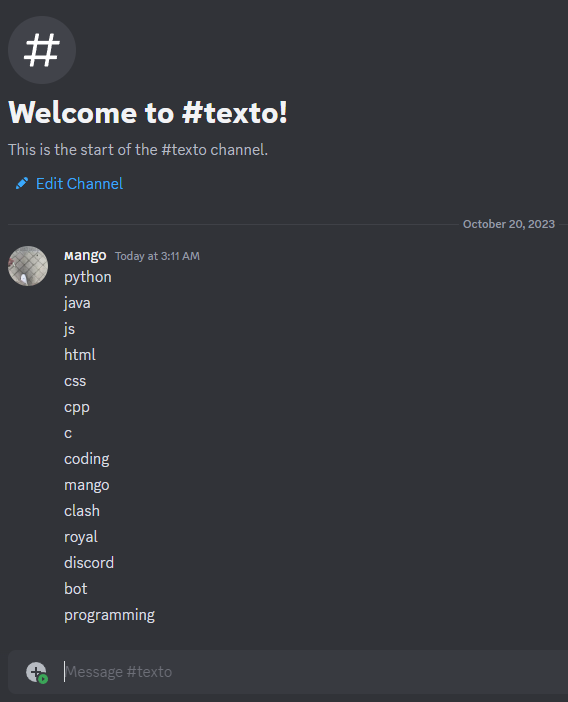 #
Welcome to #texto!
This is the start of the #texto channel.
Edit Channel
October 20, 2023
Mango Today at 3:11 AM
python
java
js
html
css
cpp
c
coding
mango
clash
royal
discord
bot
programming
Message #texto